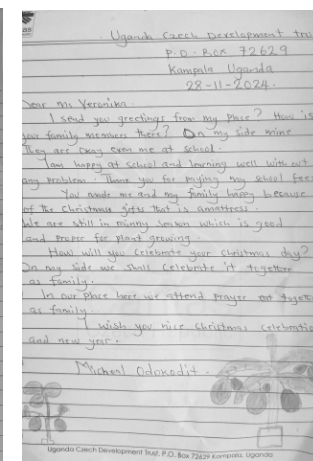 Uganda Czech Development tru
P.O. BOX 72629
Kampala Uganda
28-11-2024.
Dear Ms Veronika.
I send you greetings from my place? How is
your family members there? On my side mine
They are okay even me at school.
I am happy at school and learning well with out
any problem. Thank you for paying my school fees
You made me and my family happy because
of the Christmas gifts that is amattress.
We are still in season which is good
and proper for plant growing.
How will you celebrate your christmas day?
On my side we shall celebrate it together
as family.
In our place here we attend prayer
as family.
I wish you nice christmas celebratio
and new year.
Micheal Odokodit.
Uganda Czech Development Trust, P.O. Box 72629 Kampala, Uganda